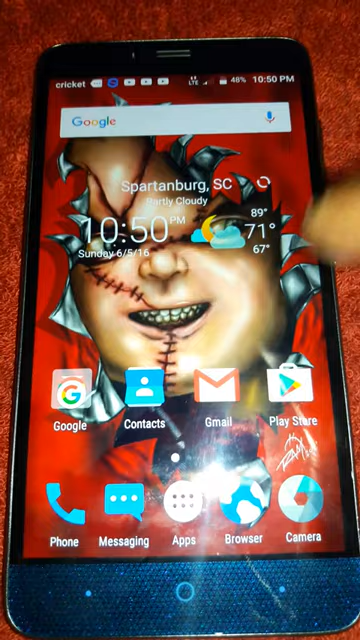 cricket LTE 48% 10:50 PM
Google
Spartanburg, SC
Partly Cloudy
10:50 PM
89°
71°
67°
Sunday 6/5/16
Google Contacts Gmail Play Store
Phone Messaging Apps Browser Camera